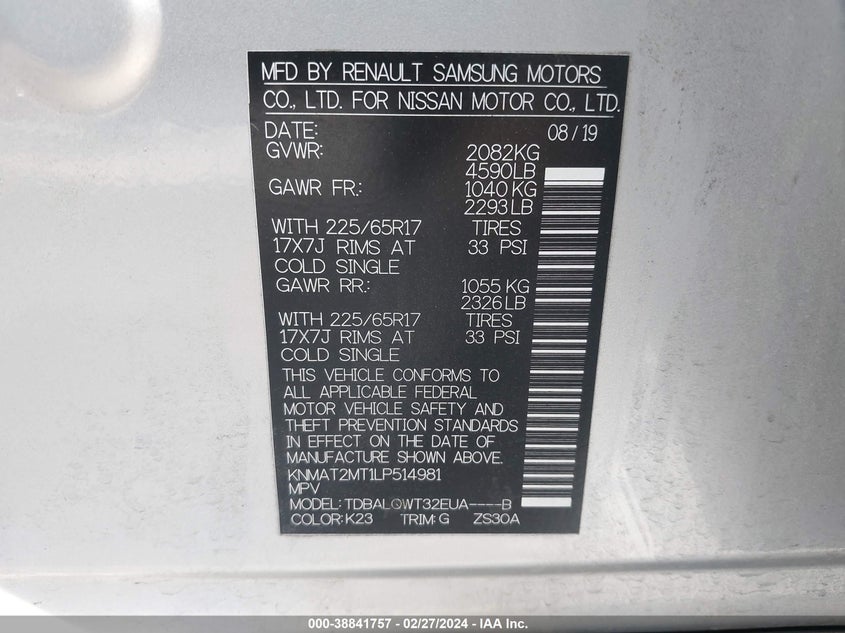 MFD BY RENAULT SAMSUNG MOTORS
CO., LTD. FOR NISSAN MOTOR CO., LTD.
DATE: 08/19
GVWR: 2082KG
4590LB
GAWR FR: 1040 KG
2293LB
WITH 225/65R17 TIRES
17X7J RIMS AT 33 PSI
COLD SINGLE
GAWR RR: 1055 KG
2326LB
WITH 225/65R17 TIRES
17X7J RIMS AT 33 PSI
COLD SINGLE
THIS VEHICLE CONFORMS TO
ALL APPLICABLE FEDERAL
MOTOR VEHICLE SAFETY AND
THEFT PREVENTION STANDARDS
IN EFFECT ON THE DATE OF
MANUFACTURE SHOWN ABOVE.
KNMAT2MT1LP514981
MPV
MODEL: TDBALQWT32EUA----B
COLOR: K23 TRIM: G ZS30A
000-38841757 - 02/27/2024 - IAA Inc.